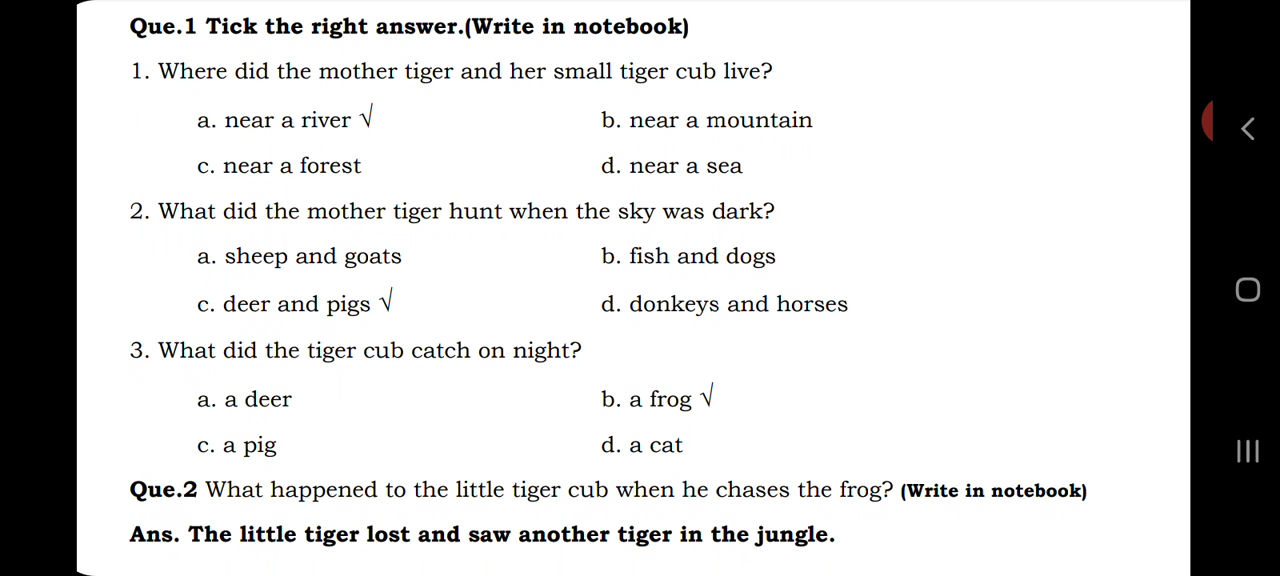 Que.1 Tick the right answer.(Write in notebook)
1. Where did the mother tiger and her small tiger cub live?
a. near a river √ b. near a mountain
c. near a forest d. near a sea
2. What did the mother tiger hunt when the sky was dark?
a. sheep and goats b. fish and dogs
c. deer and pigs √ d. donkeys and horses
3. What did the tiger cub catch on night?
a. a deer b. a frog √
c. a pig d. a cat
Que.2 What happened to the little tiger cub when he chases the frog? (Write in notebook)
Ans. The little tiger lost and saw another tiger in the jungle.